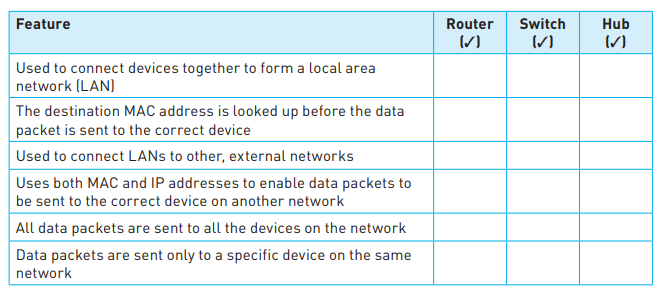 Feature Router Switch Hub
(✓) (✓) (✓)
Used to connect devices together to form a local area
network (LAN)
The destination MAC address is looked up before the data
packet is sent to the correct device
Used to connect LANs to other, external networks
Uses both MAC and IP addresses to enable data packets to
be sent to the correct device on another network
All data packets are sent to all the devices on the network
Data packets are sent only to a specific device on the same
network